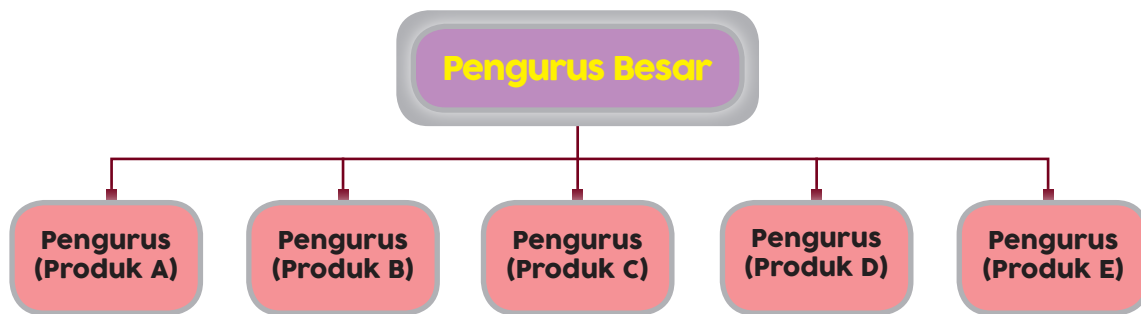 Pengurus Besar
Pengurus
(Produk A)
Pengurus
(Produk B)
Pengurus
(Produk C)
Pengurus
(Produk D)
Pengurus
(Produk E)